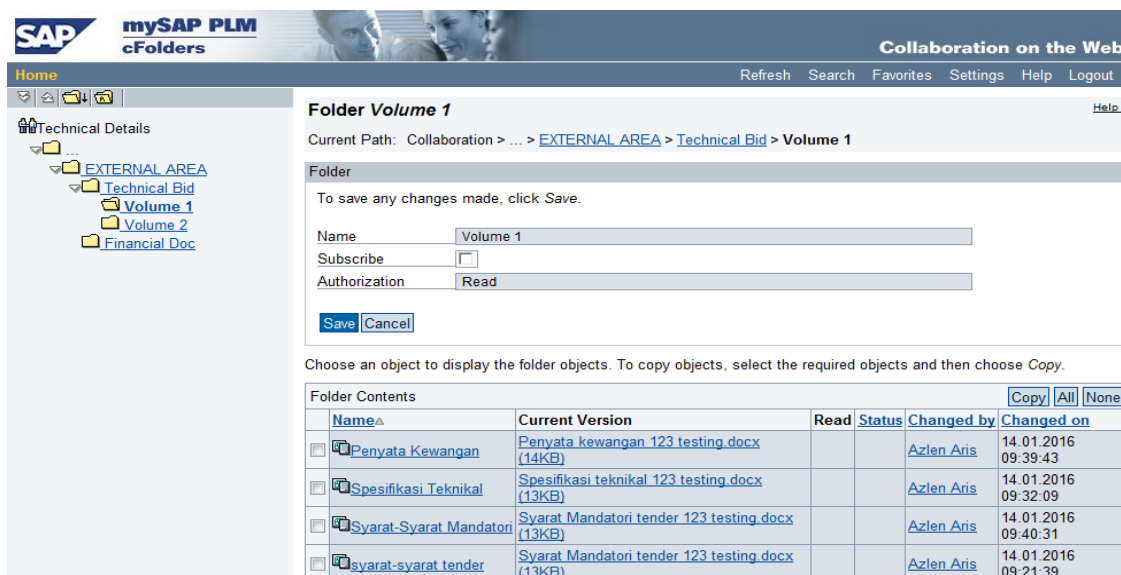 SAP
mySAP PLM
cFolders
Collaboration on the Web
Home
Refresh Search Favorites Settings Help Logout
Technical Details
...
EXTERNAL AREA
Technical Bid
Volume 1
Volume 2
Financial Doc
Folder Volume 1
Help
Current Path: Collaboration > ... > EXTERNAL AREA > Technical Bid > Volume 1
Folder
To save any changes made, click Save.
Name Volume 1
Subscribe
Authorization Read
Save Cancel
Choose an object to display the folder objects. To copy objects, select the required objects and then choose Copy.
Folder Contents Copy All None
Name Current Version Read Status Changed by Changed on
Penyata Kewangan Penyata kewangan 123 testing.docx (14KB) Azlen Aris 14.01.2016 09:39:43
Spesifikasi Teknikal Spesifikasi teknikal 123 testing.docx (13KB) Azlen Aris 14.01.2016 09:32:09
Syarat-Syarat Mandatori Syarat Mandatori tender 123 testing.docx (13KB) Azlen Aris 14.01.2016 09:40:31
syarat-syarat tender Syarat Mandatori tender 123 testing.docx (13KB) Azlen Aris 14.01.2016 09:21:39